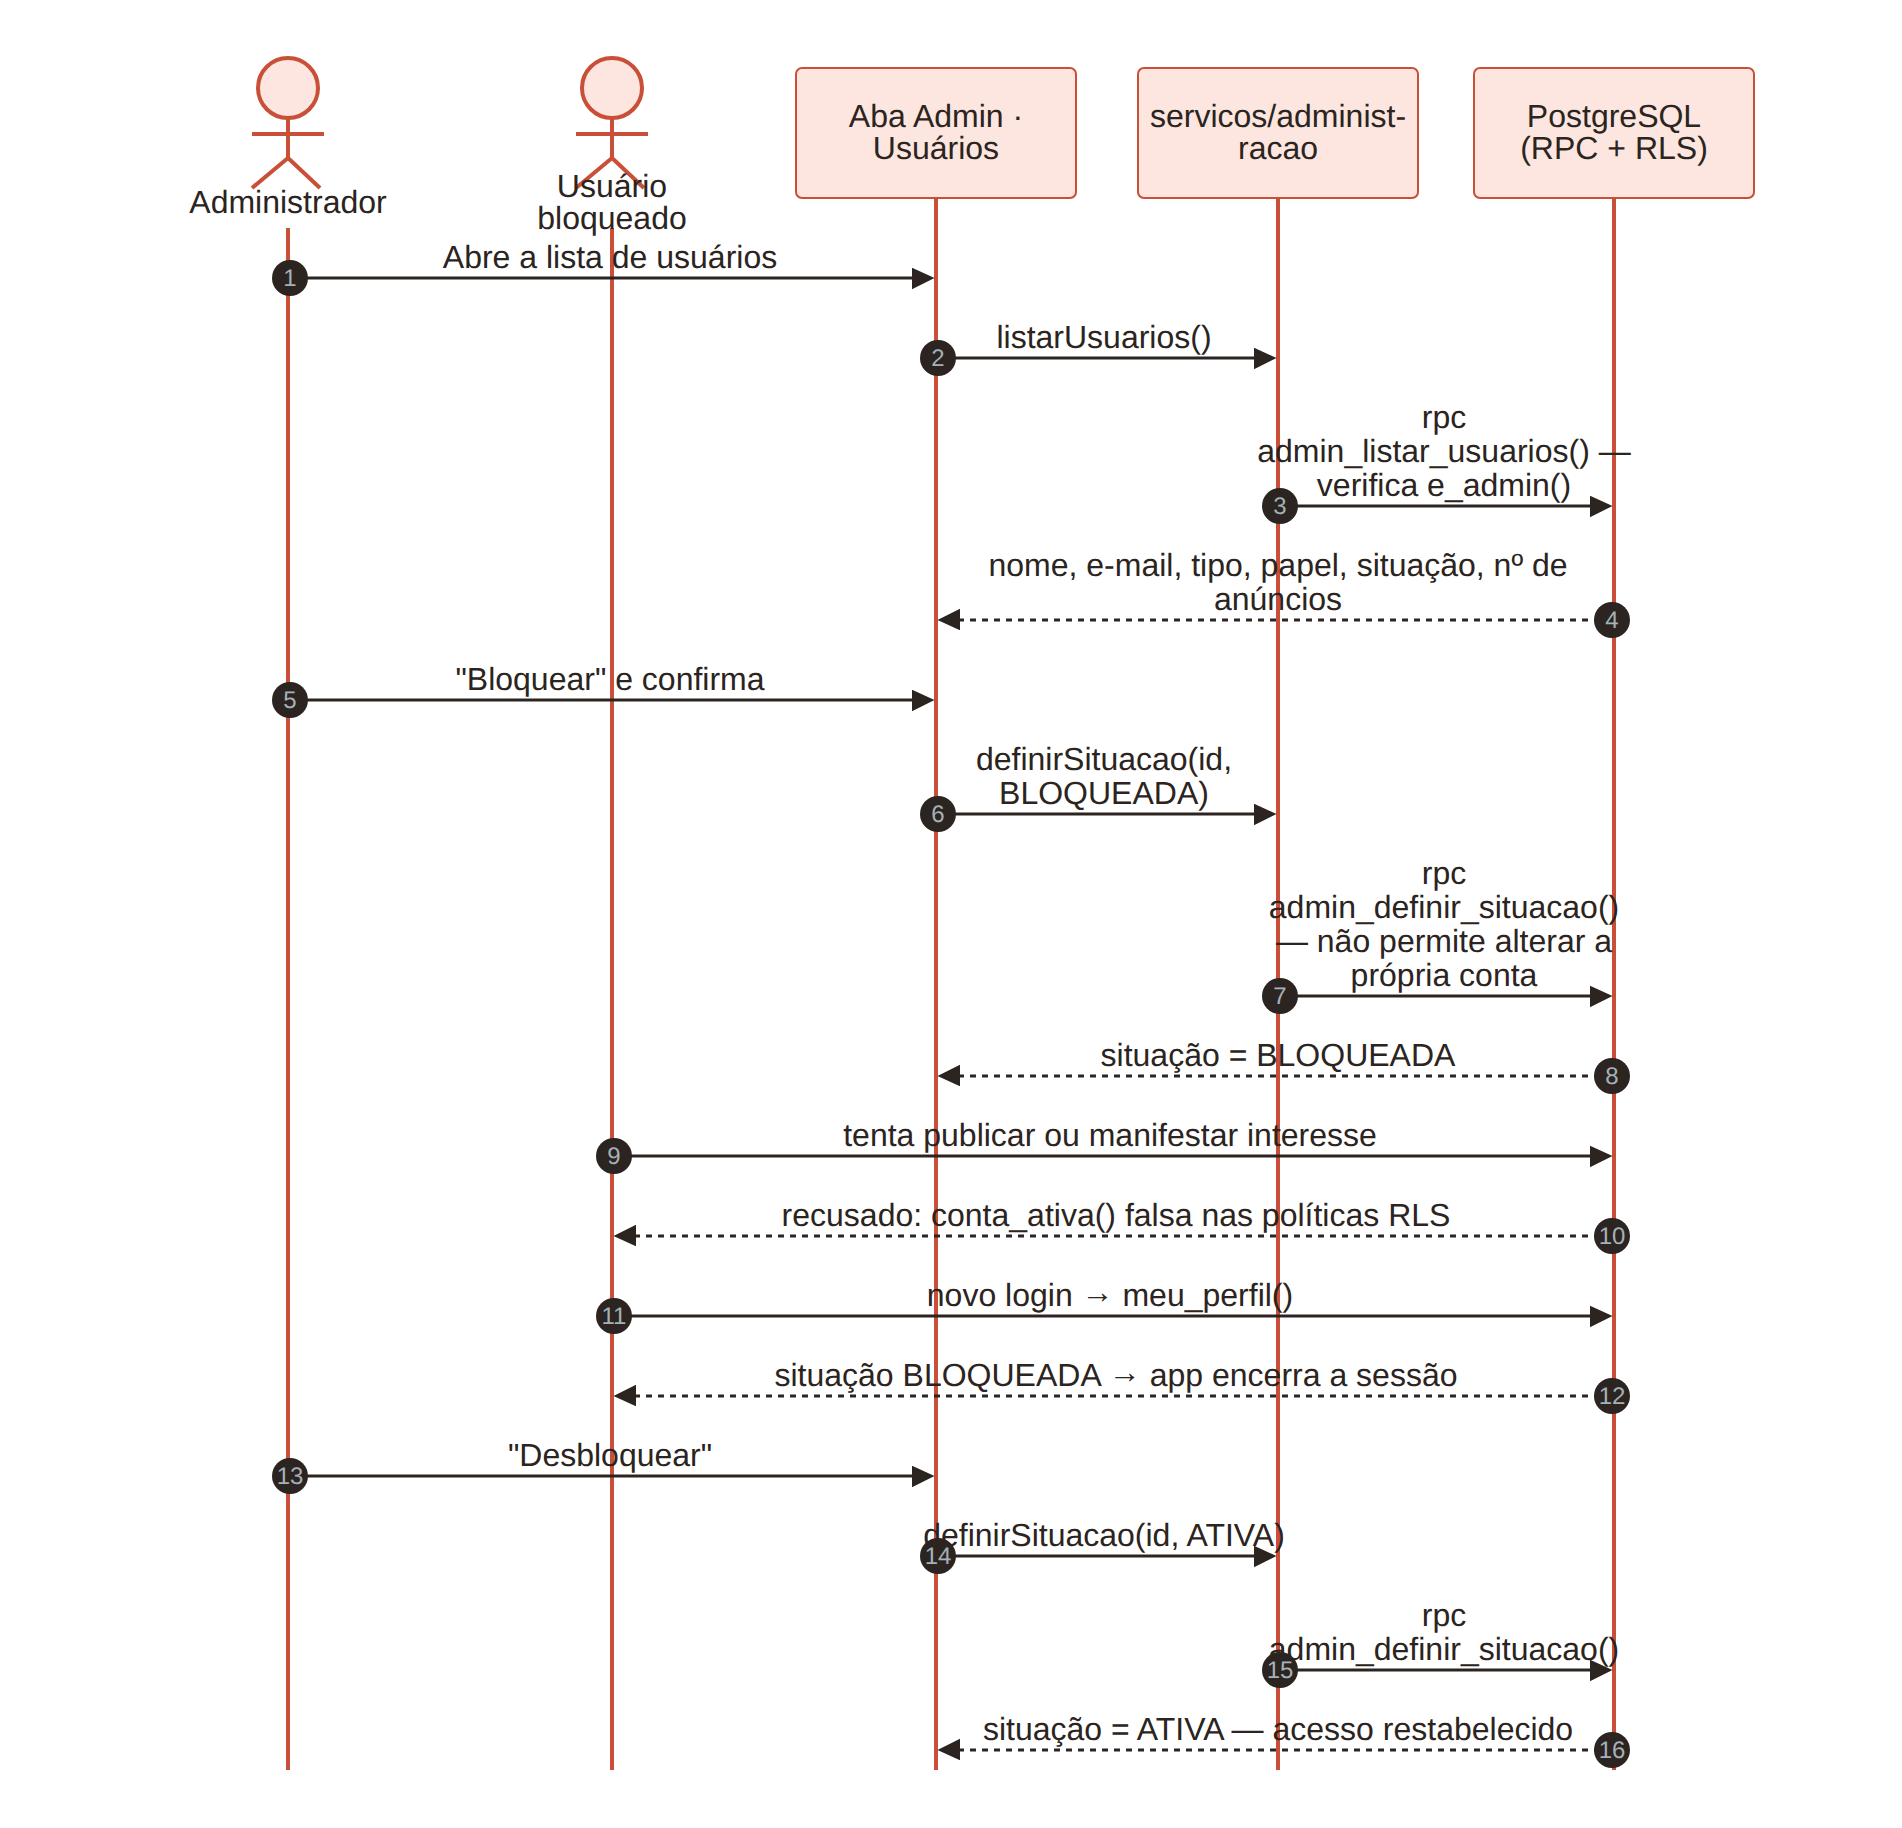 Administrador
Usuário
bloqueado
Aba Admin ·
Usuários
servicos/administ-
racao
PostgreSQL
(RPC + RLS)
Abre a lista de usuários
1
listarUsuarios()
2
rpc
admin_listar_usuarios() —
verifica e_admin()
3
nome, e-mail, tipo, papel, situação, nº de
anúncios
4
"Bloquear" e confirma
5
definirSituacao(id,
BLOQUEADA)
6
rpc
admin_definir_situacao()
— não permite alterar a
própria conta
7
situação = BLOQUEADA
8
tenta publicar ou manifestar interesse
9
recusado: conta_ativa() falsa nas políticas RLS
10
novo login → meu_perfil()
11
situação BLOQUEADA → app encerra a sessão
12
"Desbloquear"
13
definirSituacao(id, ATIVA)
14
rpc
admin_definir_situacao()
15
situação = ATIVA — acesso restabelecido
16